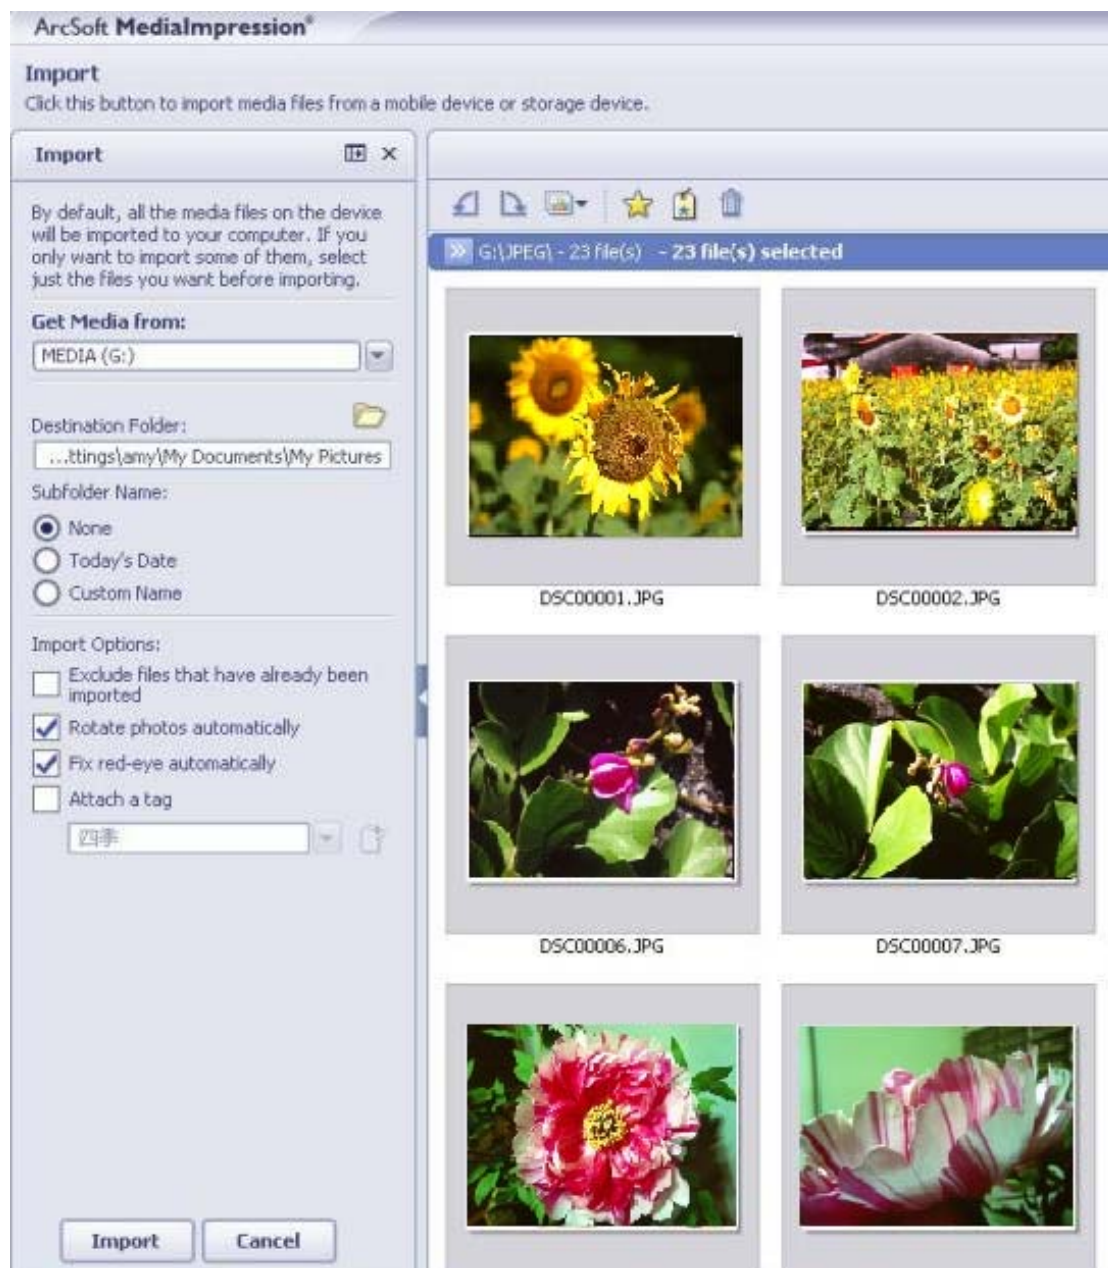 ArcSoft MediaImpression®
Import
Click this button to import media files from a mobile device or storage device.
Import
By default, all the media files on the device
will be imported to your computer. If you
only want to import some of them, select
just the files you want before importing.
Get Media from:
MEDIA (G:)
Destination Folder:
...ttings\amy\My Documents\My Pictures
Subfolder Name:
None
Today's Date
Custom Name
Import Options:
Exclude files that have already been
imported
Rotate photos automatically
Fix red-eye automatically
Attach a tag
四季
Import
Cancel
G:\JPEG\ - 23 file(s) - 23 file(s) selected
DSC00001.JPG
DSC00002.JPG
DSC00006.JPG
DSC00007.JPG